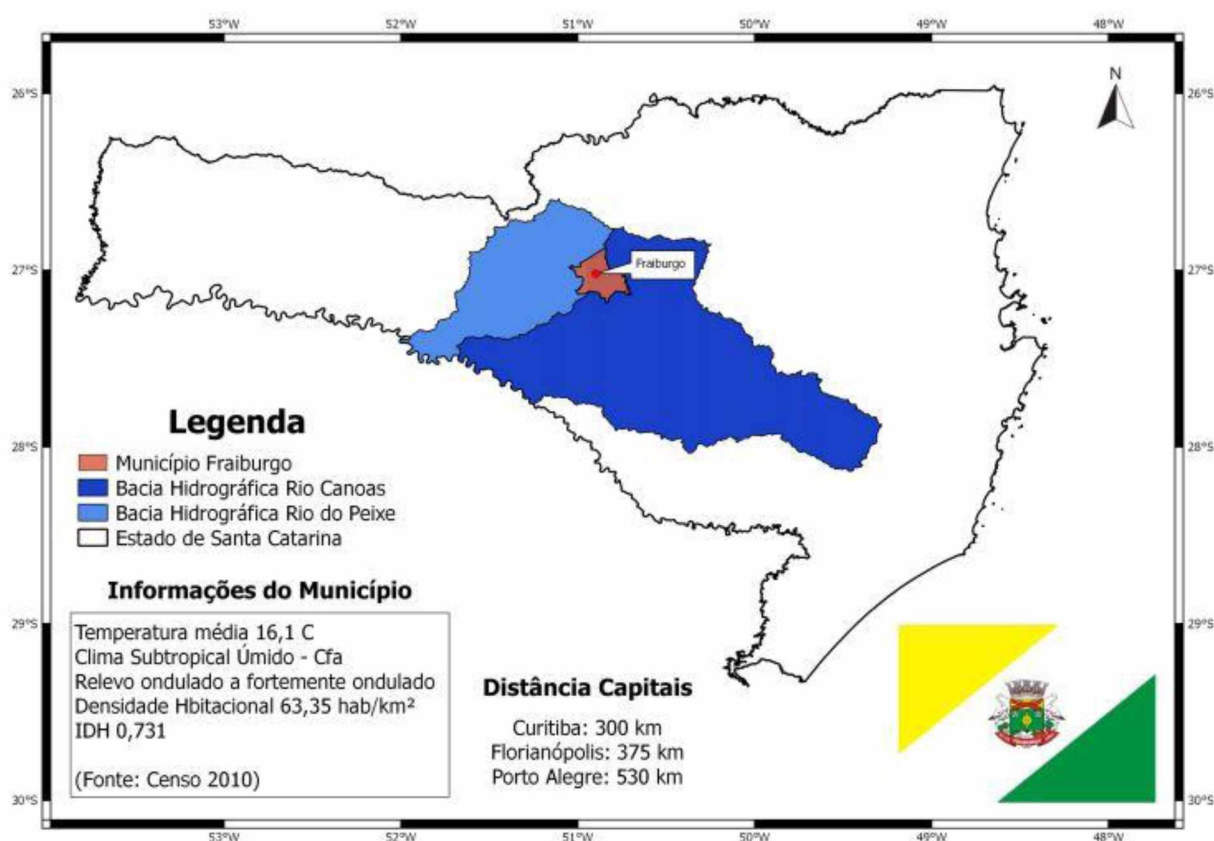 53°W 52°W 51°W 50°W 49°W 48°W
26°S 26°S
N
27°S 27°S
Fraiburgo
28°S 28°S
Legenda
Município Fraiburgo
Bacia Hidrográfica Rio Canoas
Bacia Hidrográfica Rio do Peixe
Estado de Santa Catarina
Informações do Município
Temperatura média 16,1 C
Clima Subtropical Úmido - Cfa
Relevo ondulado a fortemente ondulado
Densidade Hbitacional 63,35 hab/km²
IDH 0,731
(Fonte: Censo 2010)
29°S 29°S
Distância Capitais
Curitiba: 300 km
Florianópolis: 375 km
Porto Alegre: 530 km
30°S 30°S
53°W 52°W 51°W 50°W 49°W 48°W